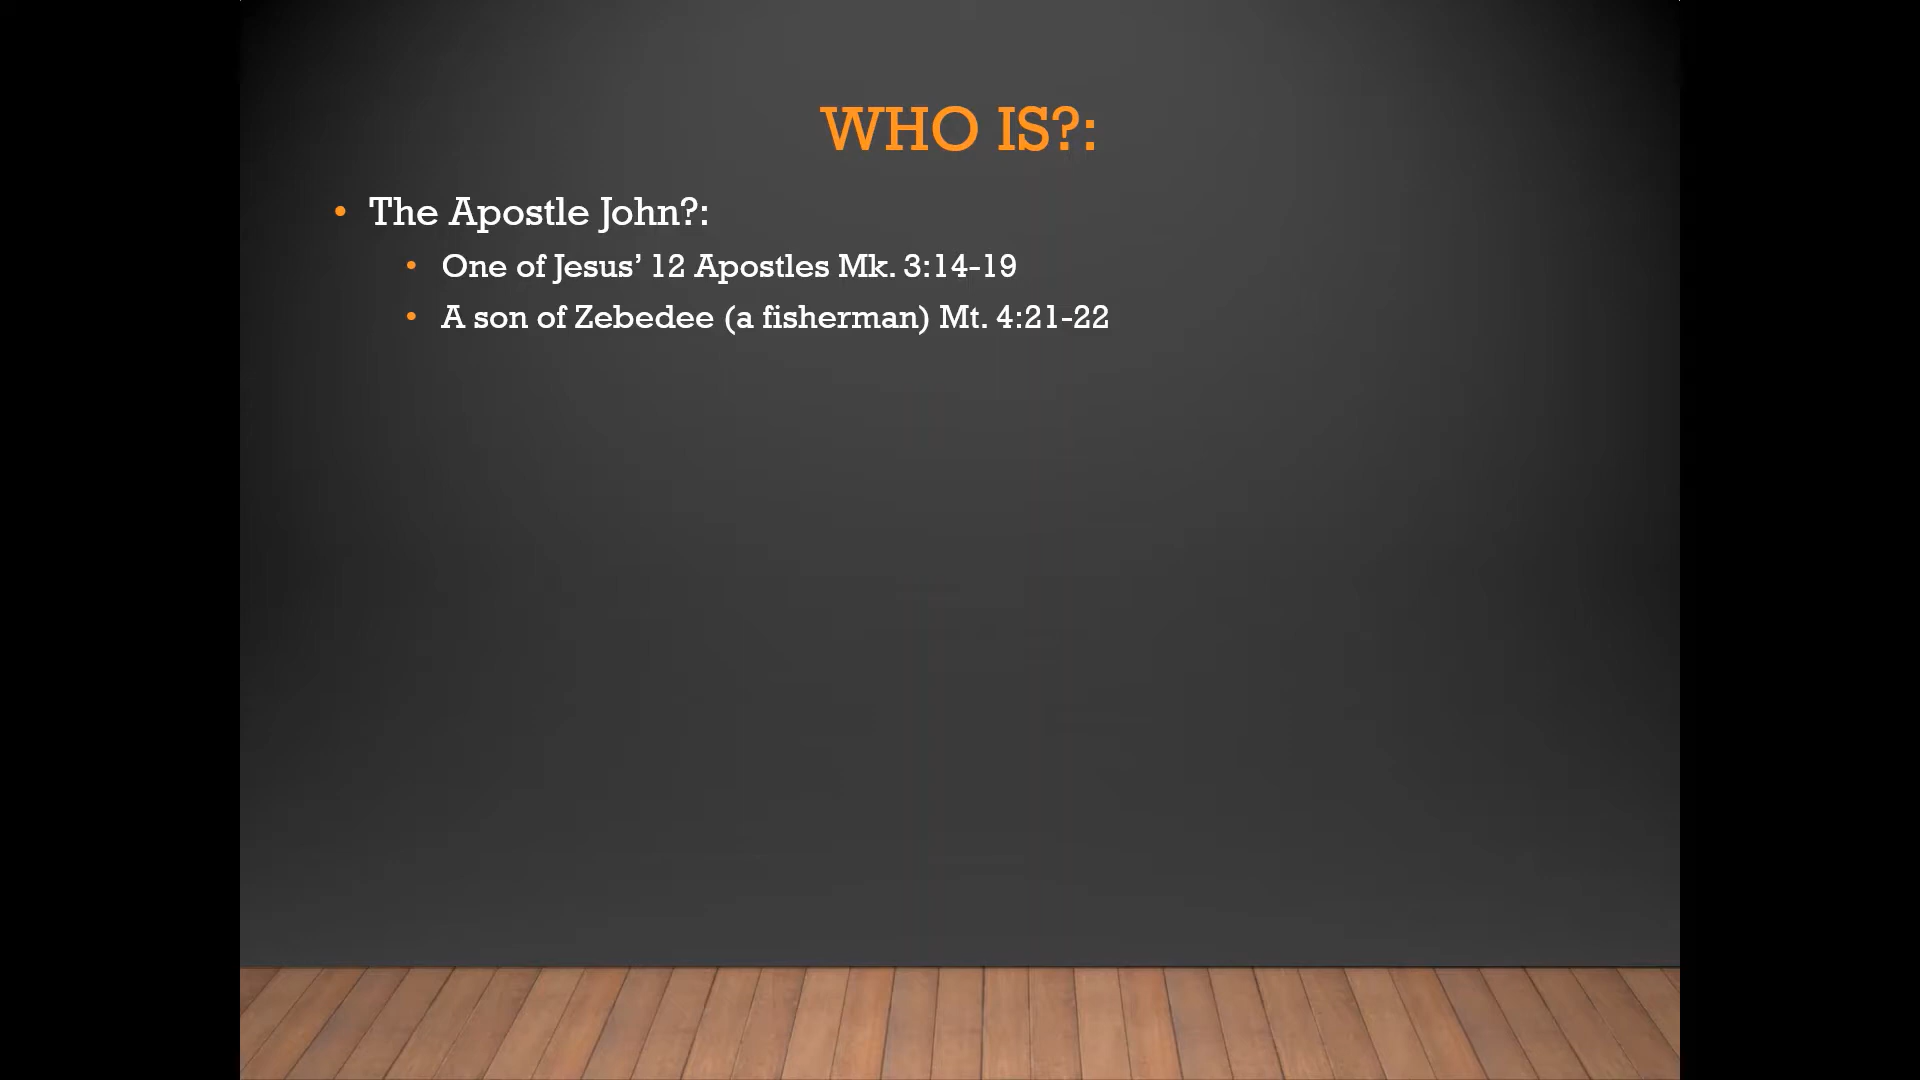 WHO IS?:
• The Apostle John?:
• One of Jesus’ 12 Apostles Mk. 3:14-19
• A son of Zebedee (a fisherman) Mt. 4:21-22